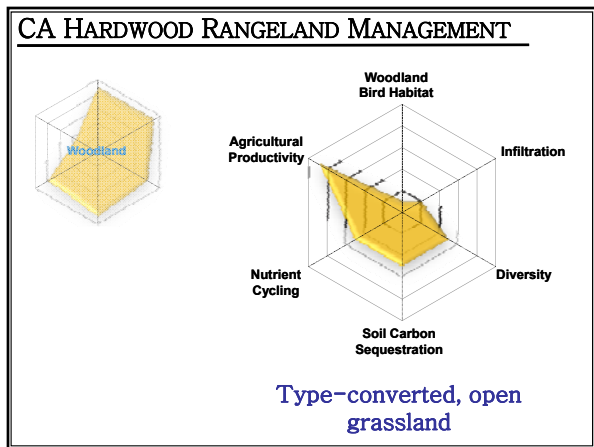 CA HARDWOOD RANGELAND MANAGEMENT
Woodland
Woodland
Bird Habitat
Agricultural
Productivity
Infiltration
Nutrient
Cycling
Diversity
Soil Carbon
Sequestration
Type-converted, open
grassland